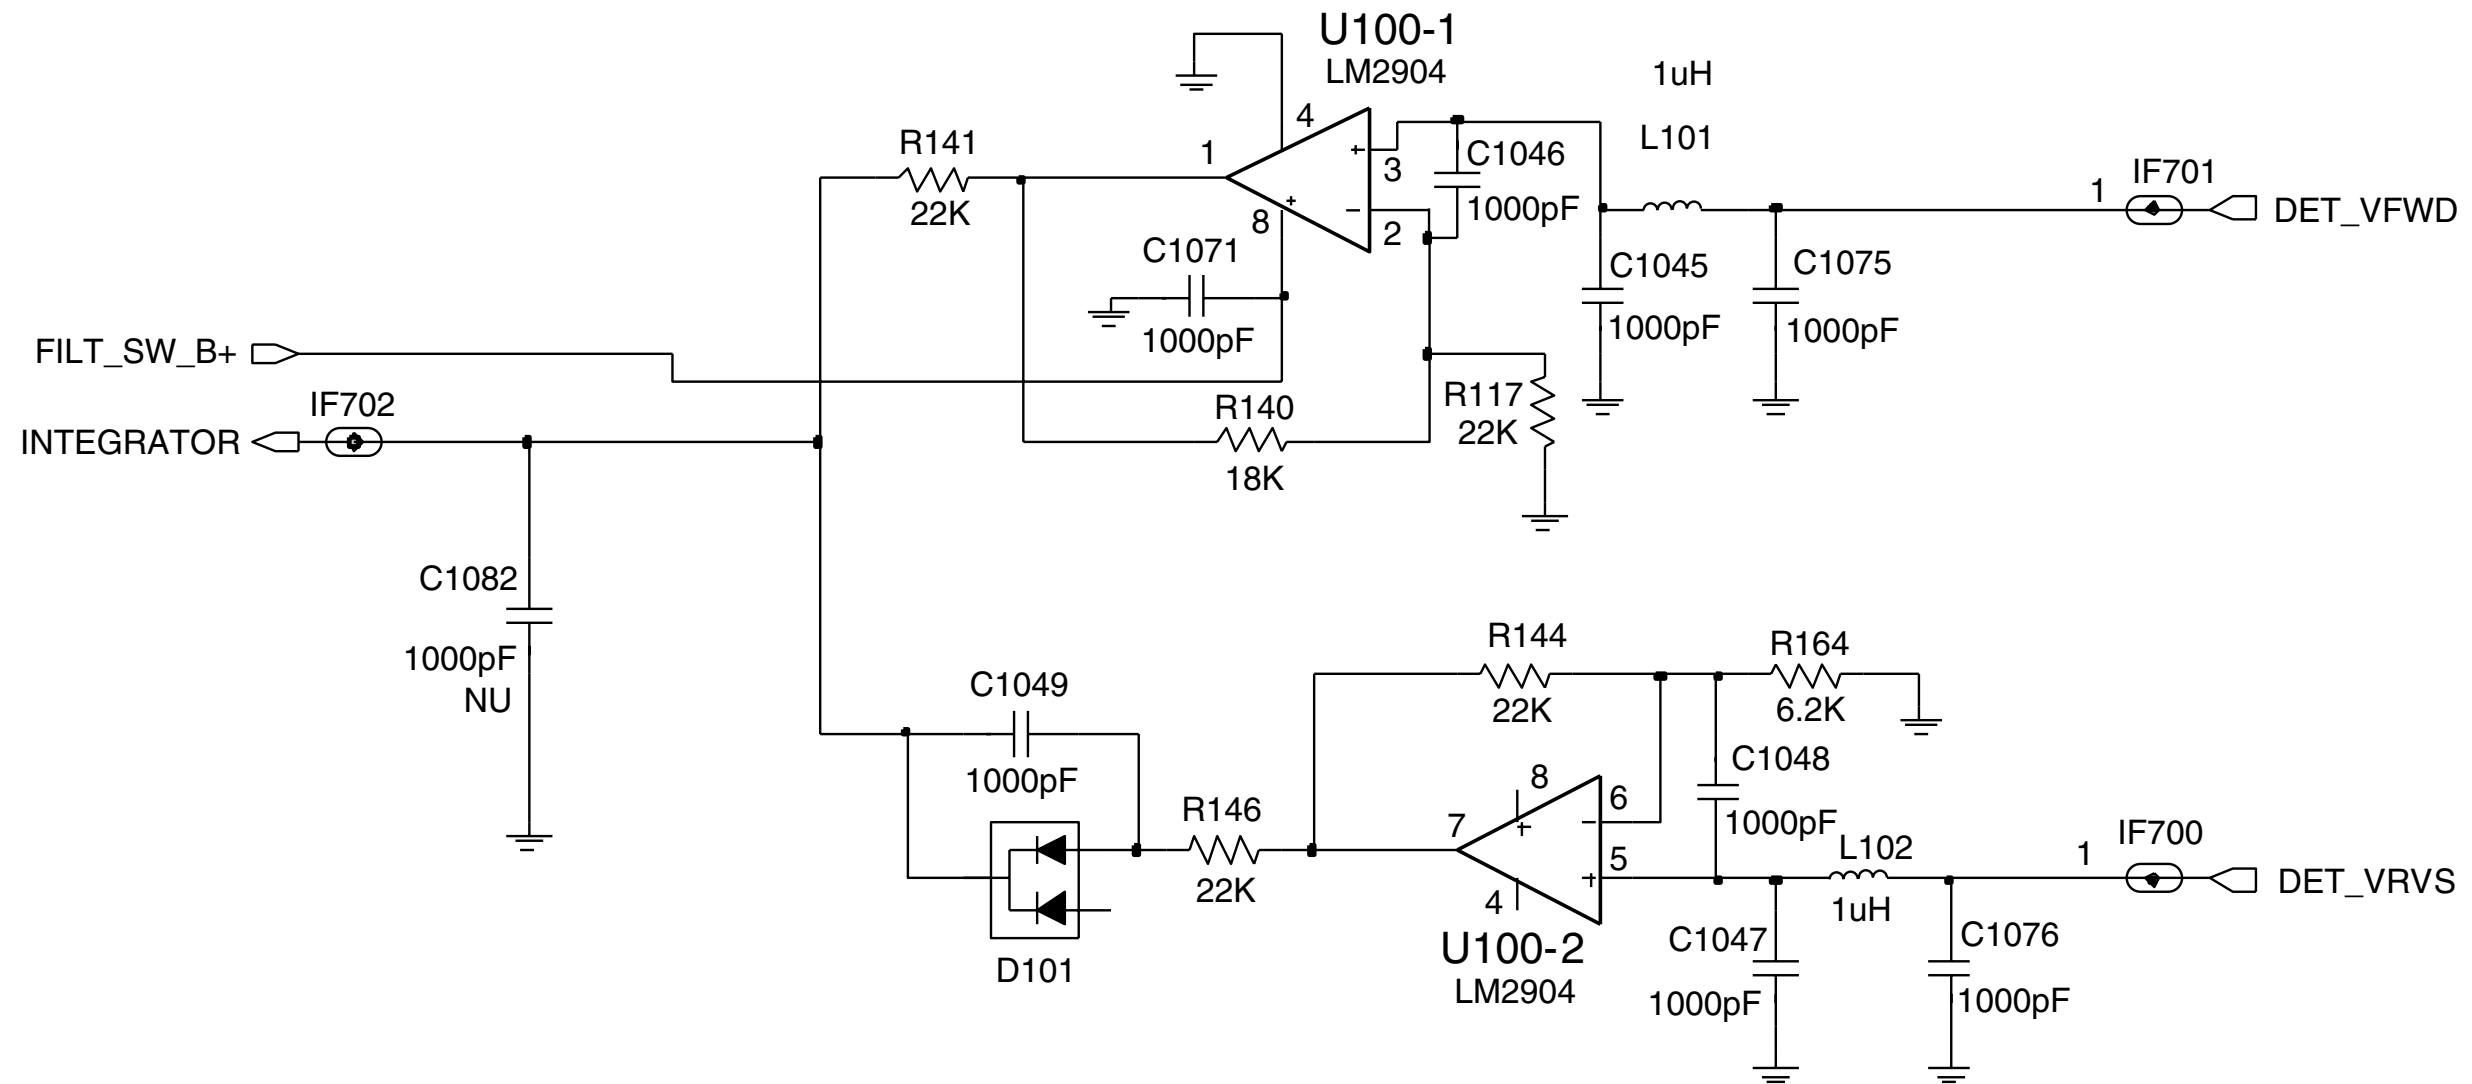 U100-1
LM2904
1uH
L101
4
1
3
2
8
+
+
−
R141
22K
C1046
1000pF
1
IF701
DET_VFWD
C1071
1000pF
C1045
1000pF
C1075
1000pF
FILT_SW_B+
IF702
INTEGRATOR
R140
18K
R117
22K
C1082
1000pF
NU
C1049
1000pF
R144
22K
R164
6.2K
C1048
1000pF
R146
22K
7
8
+
6
−
5
+
4
U100-2
LM2904
L102
1uH
1
IF700
DET_VRVS
D101
C1047
1000pF
C1076
1000pF